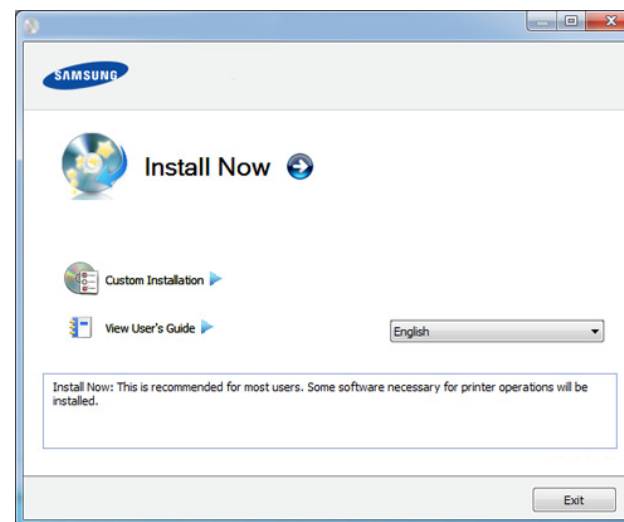 SAMSUNG
Install Now
Custom Installation
View User's Guide
English
Install Now: This is recommended for most users. Some software necessary for printer operations will be
installed.
Exit